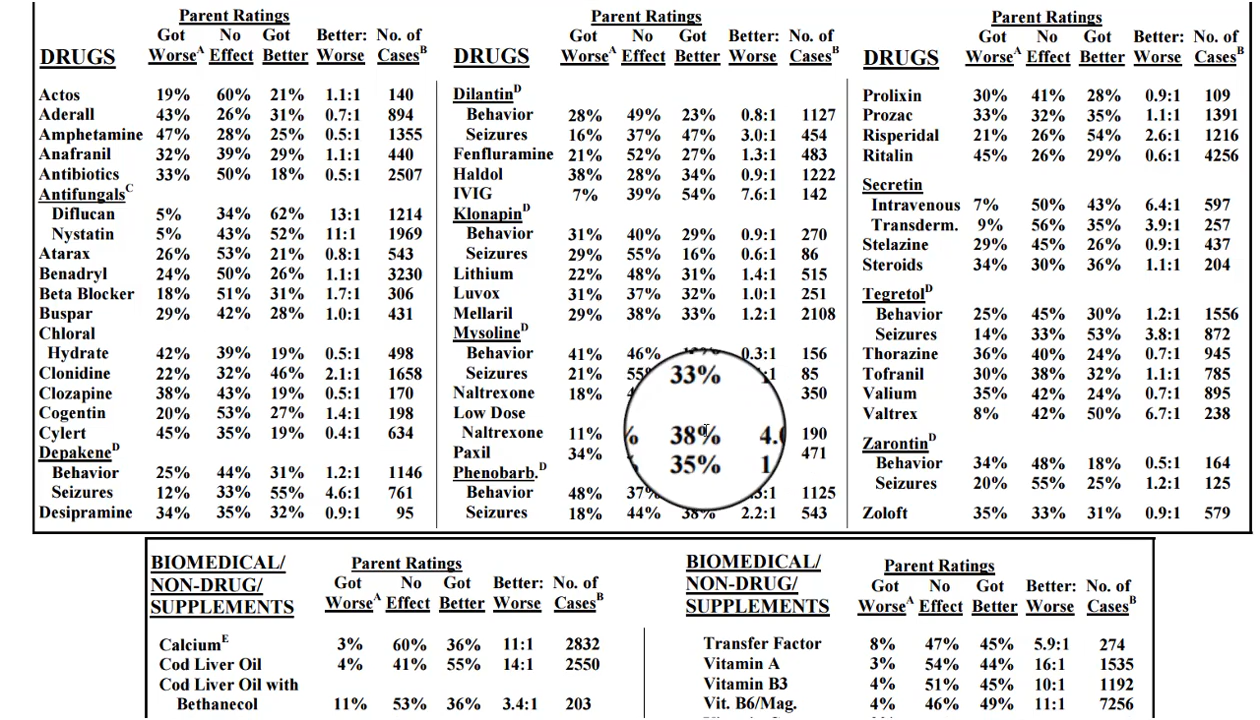 Parent Ratings
Got No Got Better: No. of
DRUGS Worse^A Effect Better Worse Cases^B
Actos 19% 60% 21% 1.1:1 140
Aderall 43% 26% 31% 0.7:1 894
Amphetamine 47% 28% 25% 0.5:1 1355
Anafranil 32% 39% 29% 1.1:1 440
Antibiotics 33% 50% 18% 0.5:1 2507
Antifungals^C
Diflucan 5% 34% 62% 13:1 1214
Nystatin 5% 43% 52% 11:1 1969
Atarax 26% 53% 21% 0.8:1 543
Benadryl 24% 50% 26% 1.1:1 3230
Beta Blocker 18% 51% 31% 1.7:1 306
Buspar 29% 42% 28% 1.0:1 431
Chloral
Hydrate 42% 39% 19% 0.5:1 498
Clonidine 22% 32% 46% 2.1:1 1658
Clozapine 38% 43% 19% 0.5:1 170
Cogentin 20% 53% 27% 1.4:1 198
Cylert 45% 35% 19% 0.4:1 634
Depakene^D
Behavior 25% 44% 31% 1.2:1 1146
Seizures 12% 33% 55% 4.6:1 761
Desipramine 34% 35% 32% 0.9:1 95
Parent Ratings
Got No Got Better: No. of
DRUGS Worse^A Effect Better Worse Cases^B
Dilantin^D
Behavior 28% 49% 23% 0.8:1 1127
Seizures 16% 37% 47% 3.0:1 454
Fenfluramine 21% 52% 27% 1.3:1 483
Haldol 38% 28% 34% 0.9:1 1222
IVIG 7% 39% 54% 7.6:1 142
Klonapin^D
Behavior 31% 40% 29% 0.9:1 270
Seizures 29% 55% 16% 0.6:1 86
Lithium 22% 48% 31% 1.4:1 515
Luvox 31% 37% 32% 1.0:1 251
Mellaril 29% 38% 33% 1.2:1 2108
Mysoline^D
Behavior 41% 46% 0.3:1 156
Seizures 21% 85
Naltrexone 18% 33% 350
Low Dose
Naltrexone 11% 38% 190
Paxil 34% 35% 471
Phenobarb.^D
Behavior 48% 37% 1125
Seizures 18% 44% 38% 2.2:1 543
Parent Ratings
Got No Got Better: No. of
DRUGS Worse^A Effect Better Worse Cases^B
Prolixin 30% 41% 28% 0.9:1 109
Prozac 33% 32% 35% 1.1:1 1391
Risperidal 21% 26% 54% 2.6:1 1216
Ritalin 45% 26% 29% 0.6:1 4256
Secretin
Intravenous 7% 50% 43% 6.4:1 597
Transderm. 9% 56% 35% 3.9:1 257
Stelazine 29% 45% 26% 0.9:1 437
Steroids 34% 30% 36% 1.1:1 204
Tegretol^D
Behavior 25% 45% 30% 1.2:1 1556
Seizures 14% 33% 53% 3.8:1 872
Thorazine 36% 40% 24% 0.7:1 945
Tofranil 30% 38% 32% 1.1:1 785
Valium 35% 42% 24% 0.7:1 895
Valtrex 8% 42% 50% 6.7:1 238
Zarontin^D
Behavior 34% 48% 18% 0.5:1 164
Seizures 20% 55% 25% 1.2:1 125
Zoloft 35% 33% 31% 0.9:1 579
BIOMEDICAL/ Parent Ratings
NON-DRUG/ Got No Got Better: No. of
SUPPLEMENTS Worse^A Effect Better Worse Cases^B
Calcium^E 3% 60% 36% 11:1 2832
Cod Liver Oil 4% 41% 55% 14:1 2550
Cod Liver Oil with
Bethanecol 11% 53% 36% 3.4:1 203
BIOMEDICAL/ Parent Ratings
NON-DRUG/ Got No Got Better: No. of
SUPPLEMENTS Worse^A Effect Better Worse Cases^B
Transfer Factor 8% 47% 45% 5.9:1 274
Vitamin A 3% 54% 44% 16:1 1535
Vitamin B3 4% 51% 45% 10:1 1192
Vit. B6/Mag. 4% 46% 49% 11:1 7256